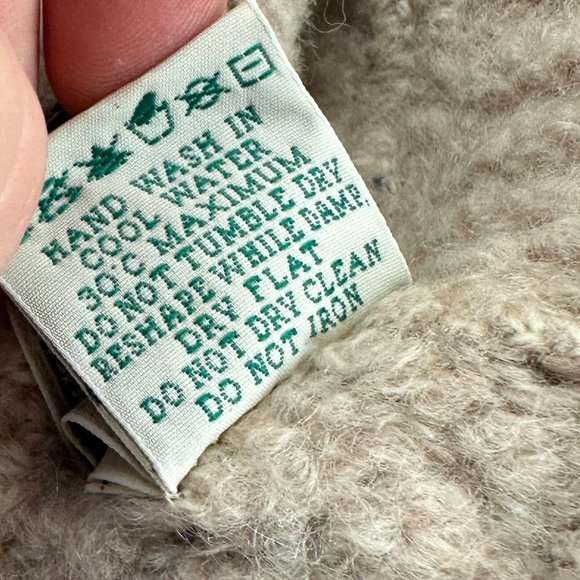 HAND WASH IN
COOL WATER
30°C MAXIMUM
DO NOT TUMBLE DRY
RESHAPE WHILE DAMP.
DRY FLAT
DO NOT DRY CLEAN
DO NOT IRON